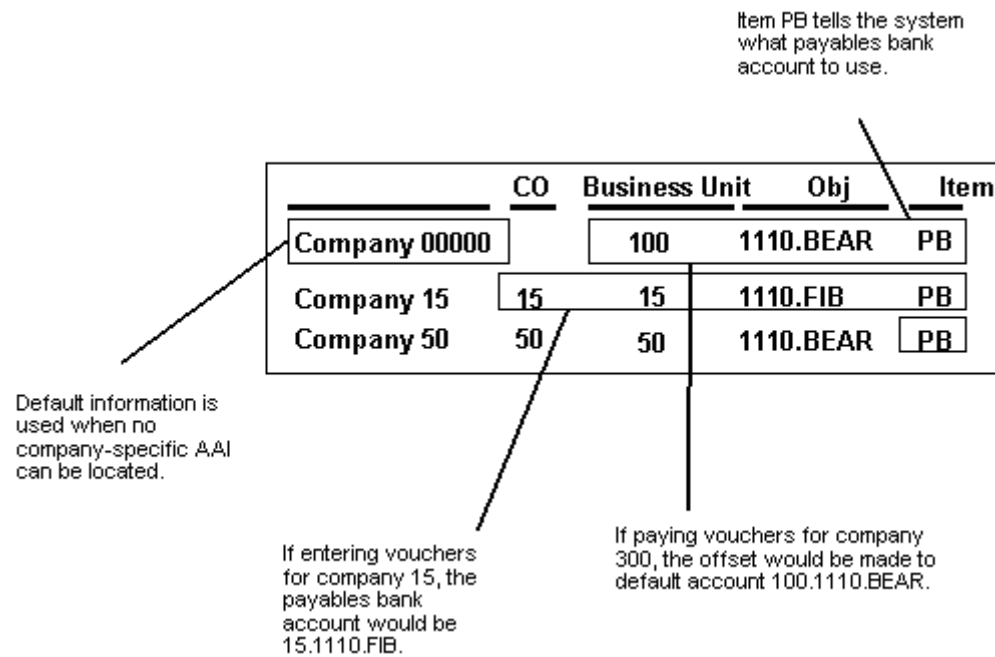 Item PB tells the system
what payables bank
account to use.
CO Business Unit Obj Item
Company 00000 100 1110.BEAR PB
Company 15 15 15 1110.FIB PB
Company 50 50 50 1110.BEAR PB
Default information is
used when no
company-specific AAI
can be located.
If entering vouchers
for company 15, the
payables bank
account would be
15.1110.FIB.
If paying vouchers for company
300, the offset would be made to
default account 100.1110.BEAR.